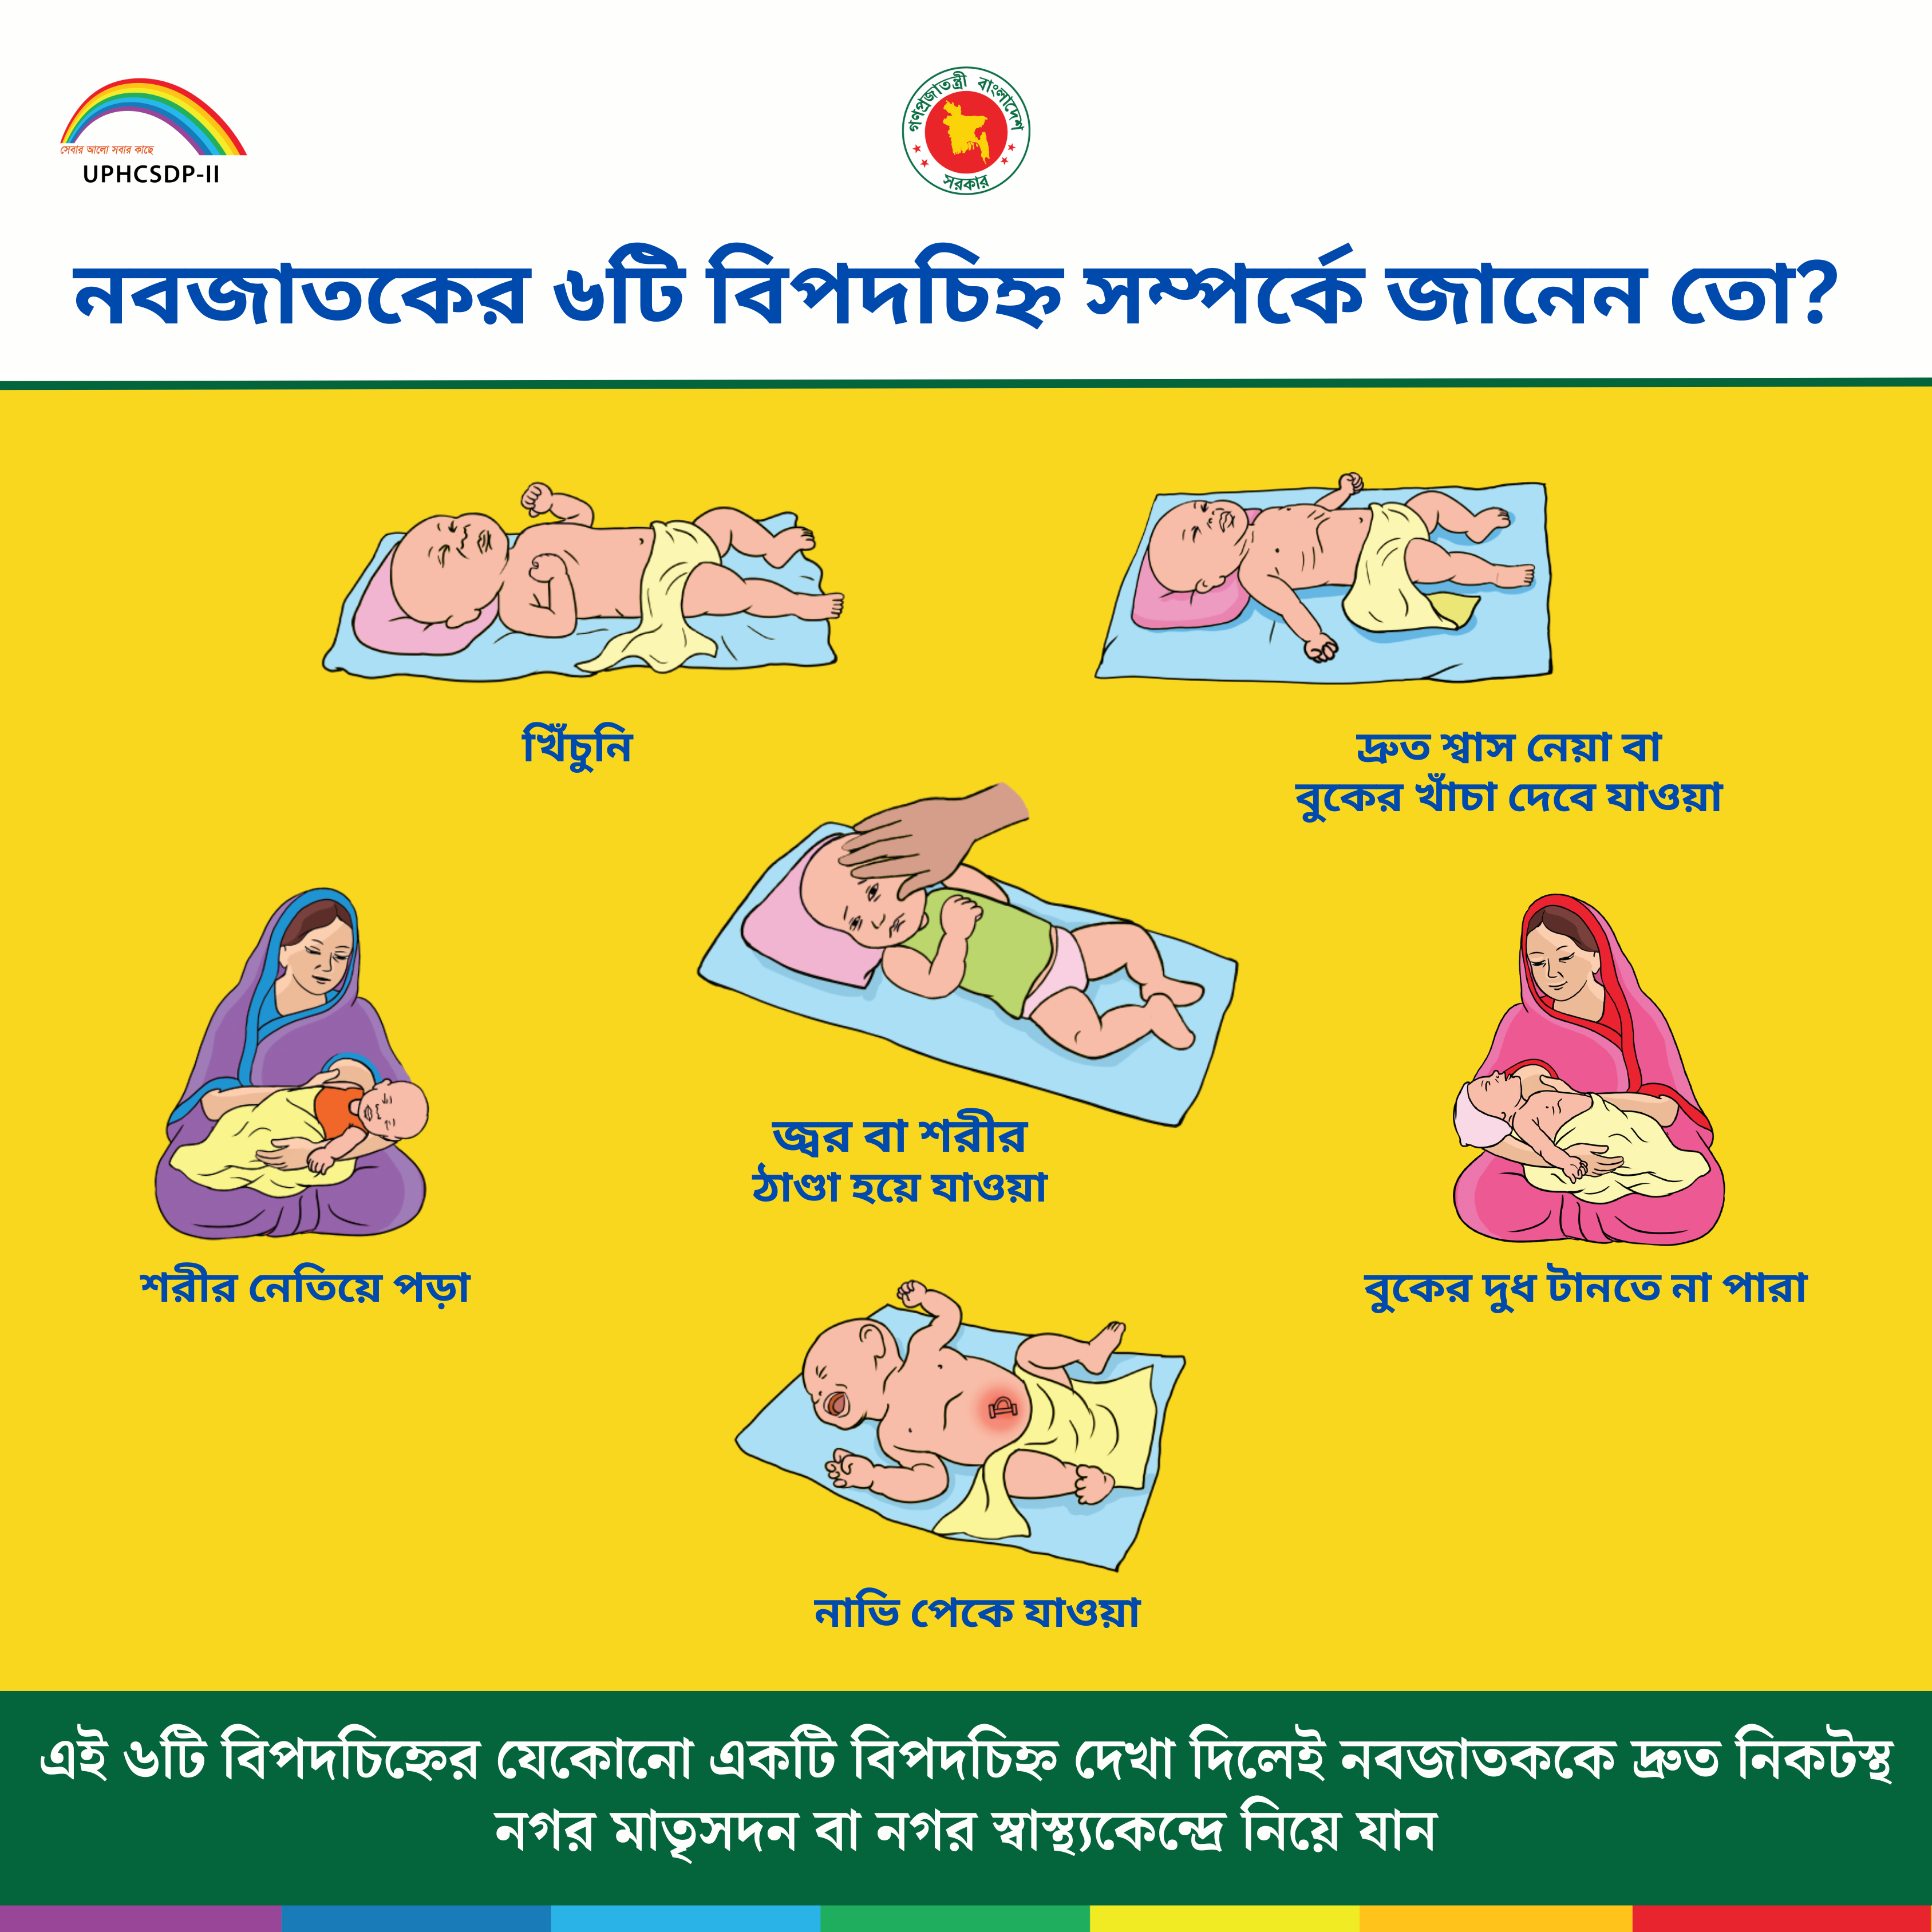 সেবার আলো সবার কাছে
UPHCSDP-II
গণপ্রজাতন্ত্রী বাংলাদেশ
সরকার
নবজাতকের ৬টি বিপদচিহ্ন সম্পর্কে জানেন তো?
খিঁচুনি
দ্রুত শ্বাস নেয়া বা
বুকের খাঁচা দেবে যাওয়া
জ্বর বা শরীর
ঠাণ্ডা হয়ে যাওয়া
শরীর নেতিয়ে পড়া
বুকের দুধ টানতে না পারা
নাভি পেকে যাওয়া
এই ৬টি বিপদচিহ্নের যেকোনো একটি বিপদচিহ্ন দেখা দিলেই নবজাতককে দ্রুত নিকটস্থ
নগর মাতৃসদন বা নগর স্বাস্থ্যকেন্দ্রে নিয়ে যান